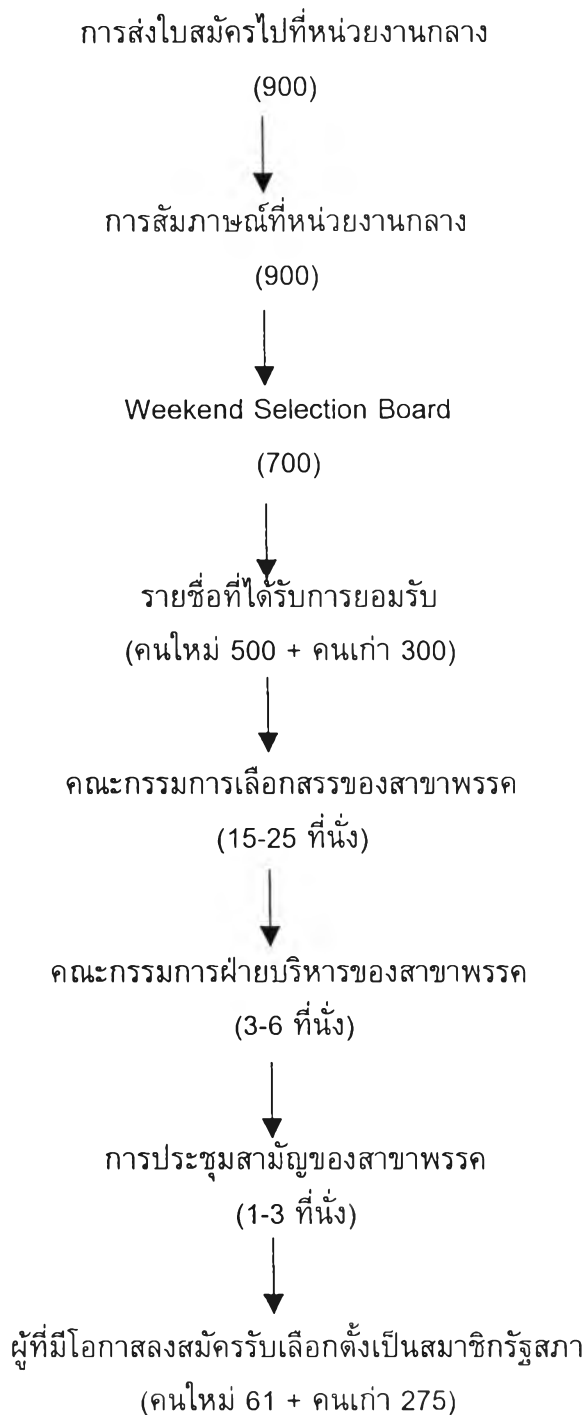 การส่งใบสมัครไปที่หน่วยงานกลาง
(900)
การสัมภาษณ์ที่หน่วยงานกลาง
(900)
Weekend Selection Board
(700)
รายชื่อที่ได้รับการยอมรับ
(คนใหม่ 500 + คนเก่า 300)
คณะกรรมการเลือกสรรของสาขาพรรค
(15-25 ที่นั่ง)
คณะกรรมการฝ่ายบริหารของสาขาพรรค
(3-6 ที่นั่ง)
การประชุมสามัญของสาขาพรรค
(1-3 ที่นั่ง)
ผู้ที่มีโอกาสลงสมัครรับเลือกตั้งเป็นสมาชิกรัฐสภา
(คนใหม่ 61 + คนเก่า 275)